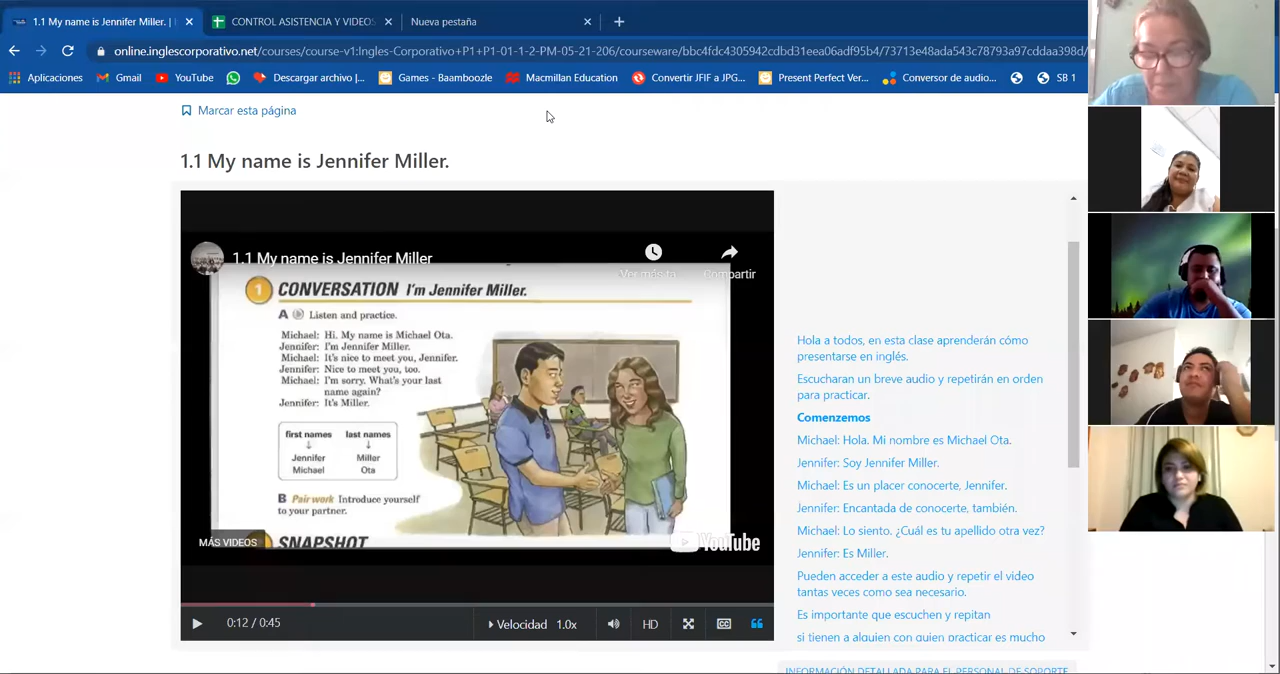 1.1 My name is Jennifer Miller. |
CONTROL ASISTENCIA Y VIDEOS
Nueva pestaña
online.inglescorporativo.net/courses/course-v1:Ingles-Corporativo+P1+P1-01-1-2-PM-05-21-206/courseware/bbc4fdc4305942cdbd31eea06adf95b4/73713e48ada543c78793a97cddaa398d/
Aplicaciones
Gmail
YouTube
Descargar archivo |...
Games - Baamboozle
Macmillan Education
Convertir JFIF a JPG...
Present Perfect Ver...
Conversor de audio...
SB 1
Marcar esta página
1.1 My name is Jennifer Miller.
1.1 My name is Jennifer Miller
Ver más ta
Compartir
1 CONVERSATION I'm Jennifer Miller.
A Listen and practice.
Michael: Hi. My name is Michael Ota.
Jennifer: I'm Jennifer Miller.
Michael: It's nice to meet you, Jennifer.
Jennifer: Nice to meet you, too.
Michael: I'm sorry. What's your last
name again?
Jennifer: It's Miller.
first names last names
Jennifer Miller
Michael Ota
B Pair work Introduce yourself
to your partner.
SNAPSHOT
MÁS VIDEOS
YouTube
0:12 / 0:45
Velocidad 1.0x
HD
Hola a todos, en esta clase aprenderán cómo
presentarse en inglés.
Escucharan un breve audio y repetirán en orden
para practicar.
Comenzemos
Michael: Hola. Mi nombre es Michael Ota.
Jennifer: Soy Jennifer Miller.
Michael: Es un placer conocerte, Jennifer.
Jennifer: Encantada de conocerte, también.
Michael: Lo siento. ¿Cuál es tu apellido otra vez?
Jennifer: Es Miller.
Pueden acceder a este audio y repetir el video
tantas veces como sea necesario.
Es importante que escuchen y repitan
si tienen a alguien con quien practicar es mucho
INFORMACIÓN DETALLADA PARA EL PERSONAL DE SOPORTE